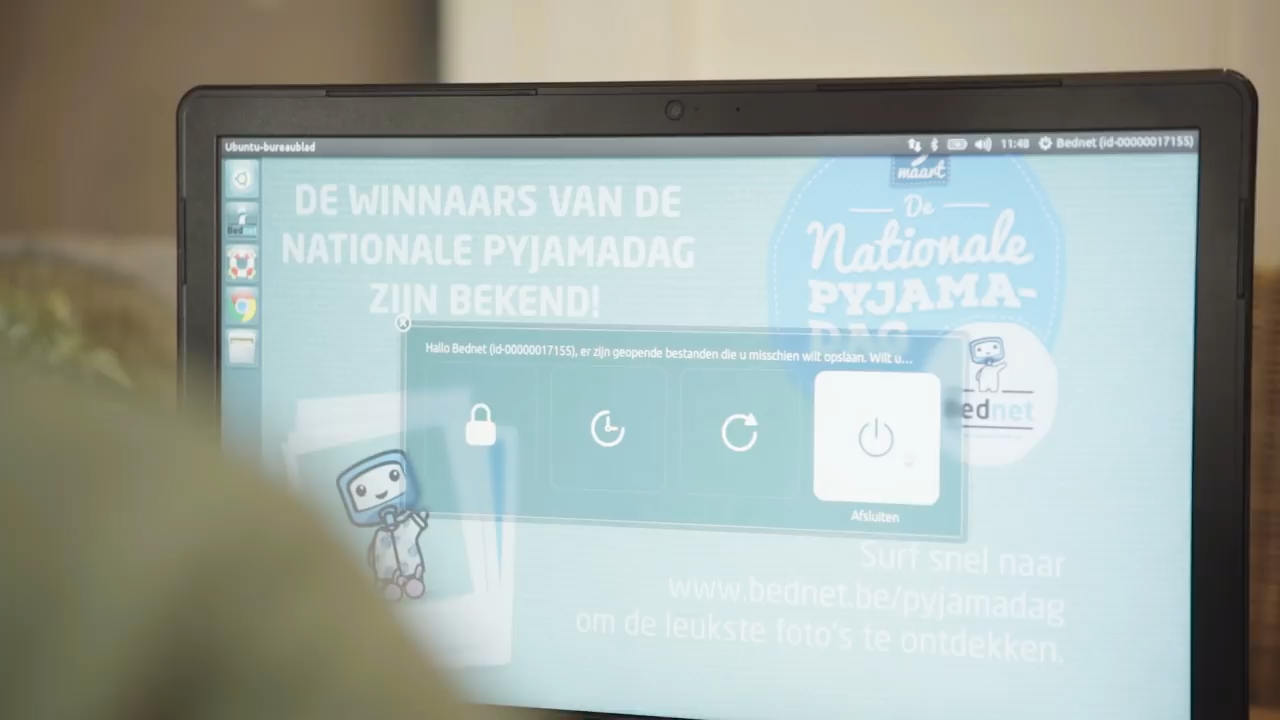 Ubuntu-bureaublad
11:48 Bednet (id-00000017155)
DE WINNAARS VAN DE
NATIONALE PYJAMADAG
ZIJN BEKEND!
maart
De
Nationale
PYJAMA-
DAG
Bednet
Hallo Bednet (id-00000017155), er zijn geopende bestanden die u misschien wilt opslaan. Wilt u...
ednet
Afsluiten
Surf snel naar
www.bednet.be/pyjamadag
om de leukste foto's te ontdekken.